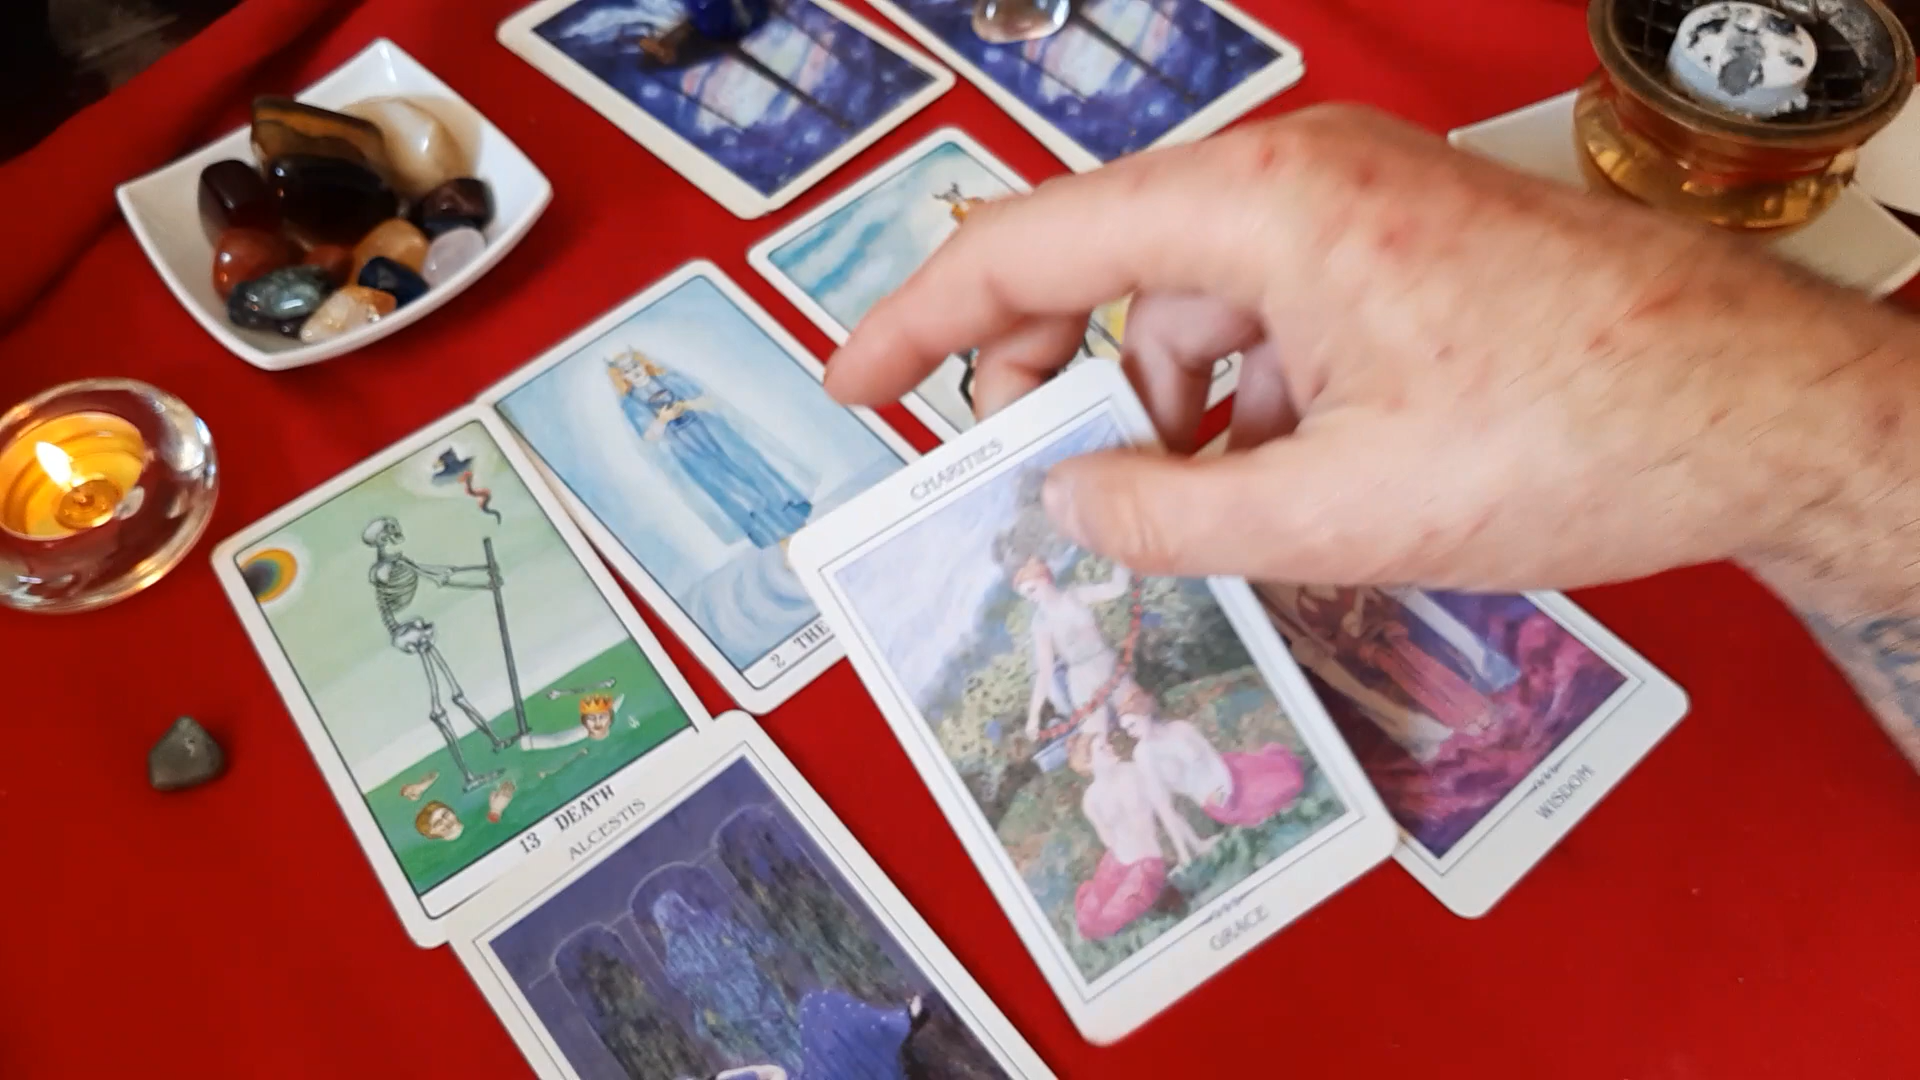 CHARITIES
2 THE
13 DEATH
ALCESTIS
WISDOM
GRACE